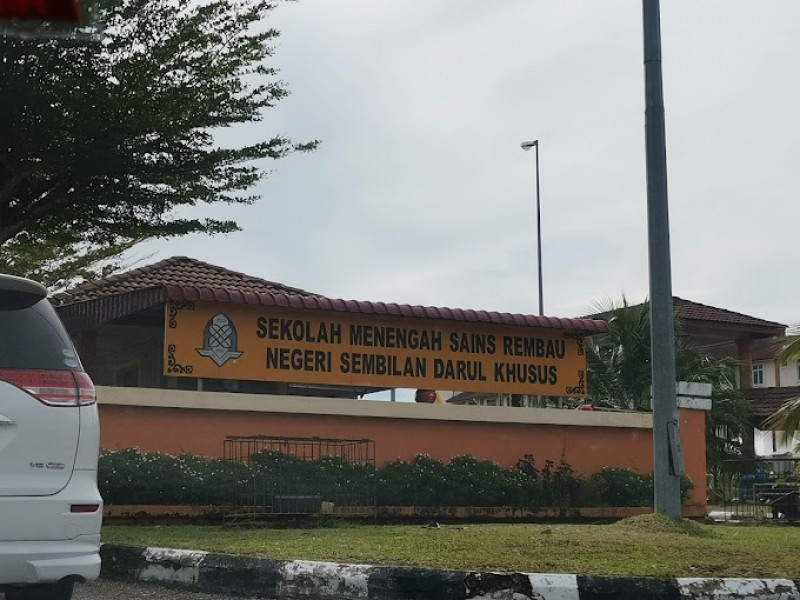 SEKOLAH MENENGAH SAINS REMBAU
NEGERI SEMBILAN DARUL KHUSUS